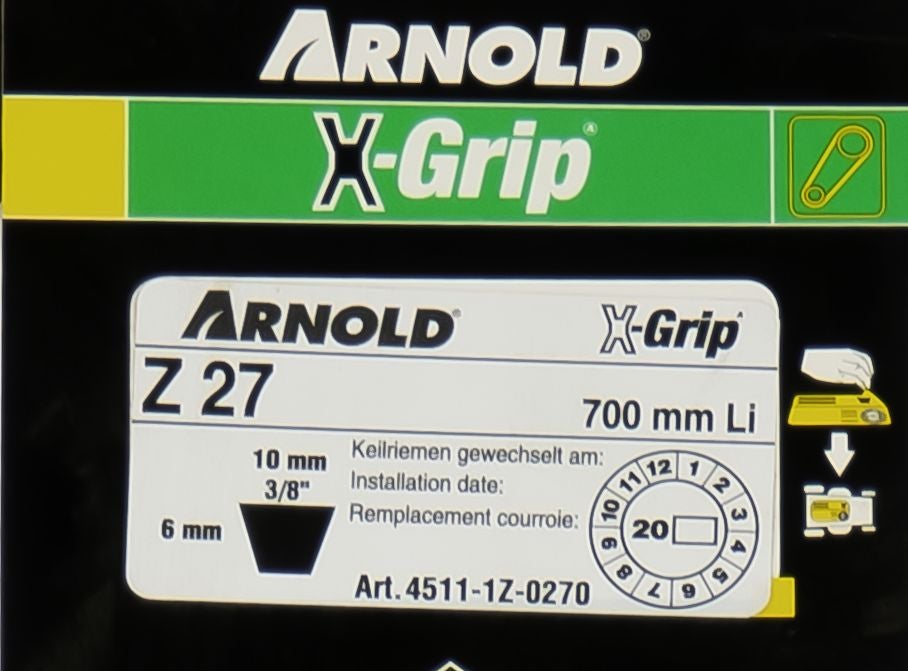 ARNOLD®
X-Grip
ARNOLD®
X-Grip
Z 27
700 mm Li
10 mm
3/8"
6 mm
Keilriemen gewechselt am:
Installation date:
Remplacement courroie:
12 1 2 3 4 5 6 7 8 9 10 11
20
Art. 4511-1Z-0270